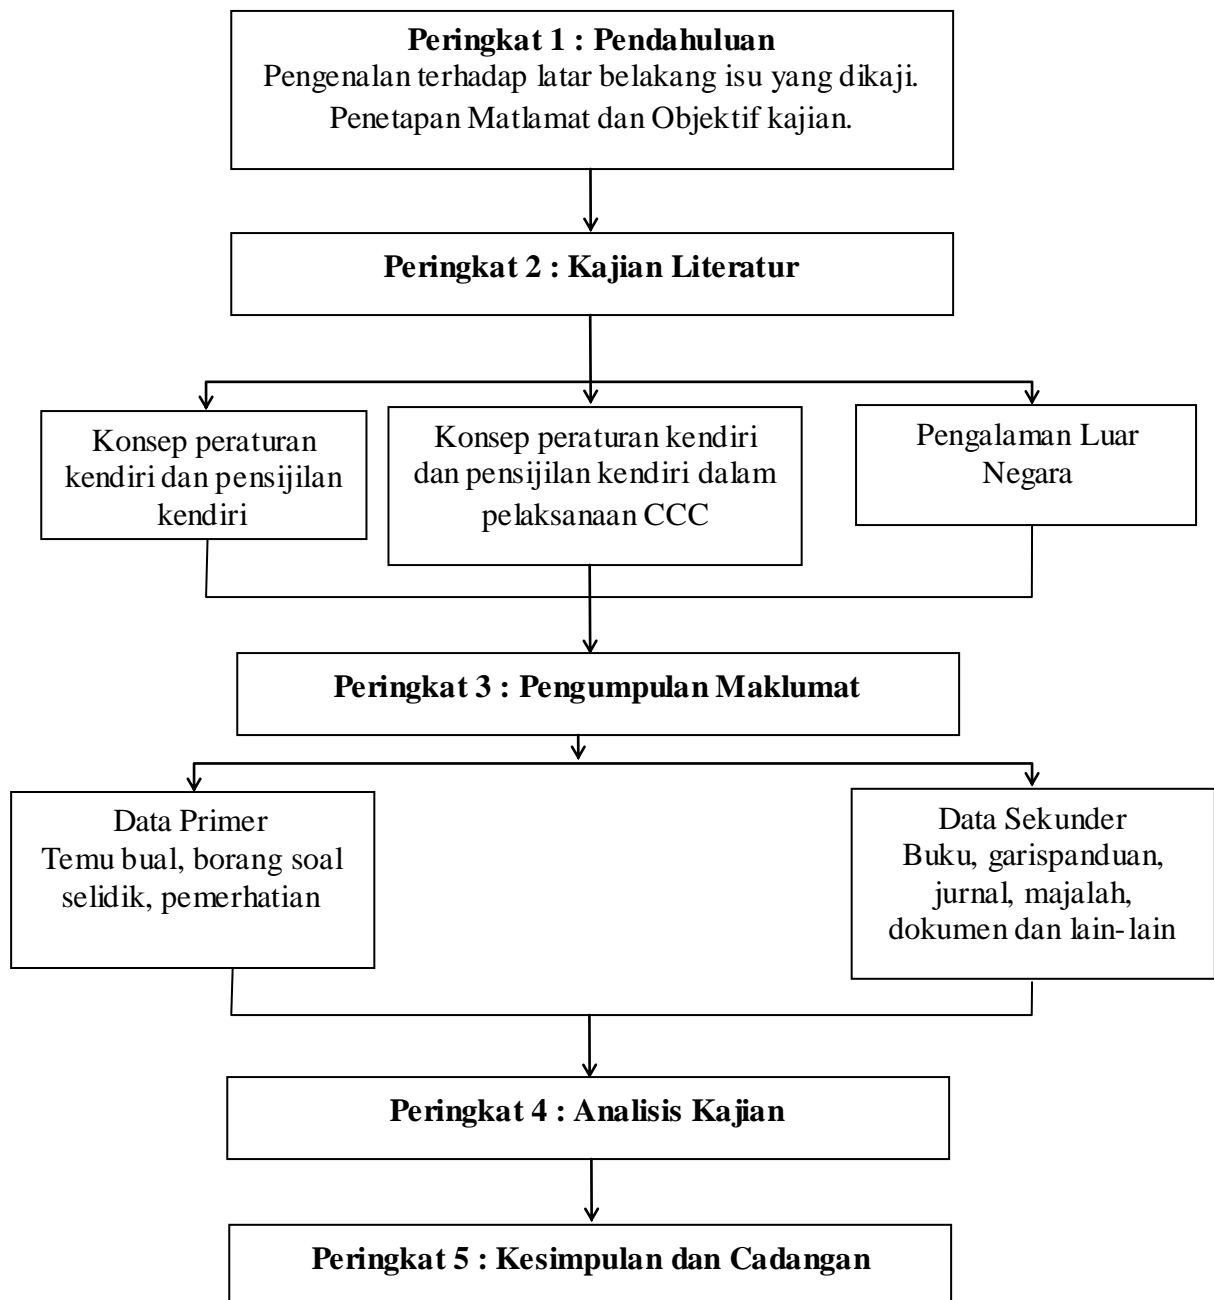 Peringkat 1 : Pendahuluan
Pengenalan terhadap latar belakang isu yang dikaji.
Penetapan Matlamat dan Objektif kajian.
Peringkat 2 : Kajian Literatur
Konsep peraturan
kendiri dan pensijilan
kendiri
Konsep peraturan kendiri
dan pensijilan kendiri dalam
pelaksanaan CCC
Pengalaman Luar
Negara
Peringkat 3 : Pengumpulan Maklumat
Data Primer
Temu bual, borang soal
selidik, pemerhatian
Data Sekunder
Buku, garispanduan,
jurnal, majalah,
dokumen dan lain-lain
Peringkat 4 : Analisis Kajian
Peringkat 5 : Kesimpulan dan Cadangan